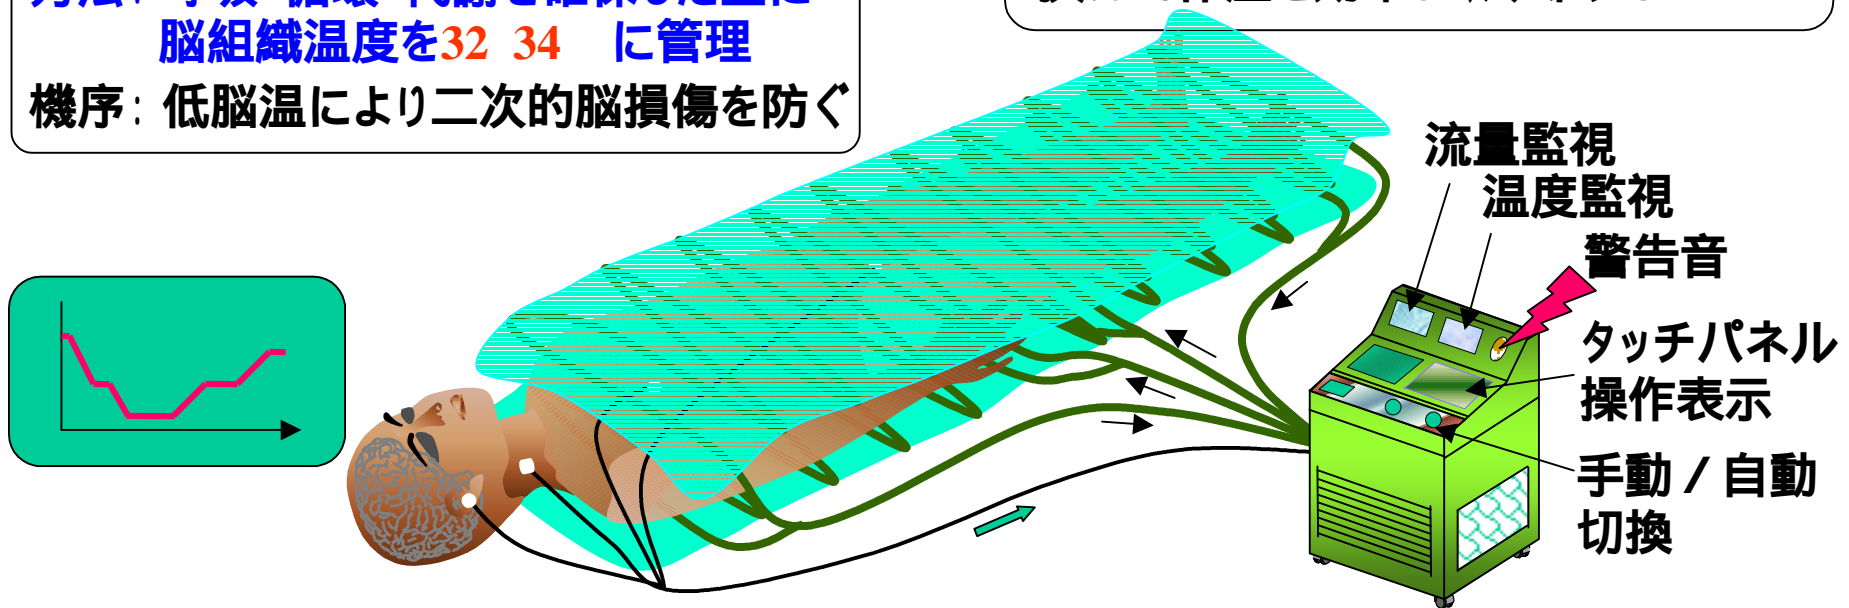 脳組織温度を32 34 に管理
機序: 低脳温により二次的脳損傷を防ぐ
流量監視
温度監視
警告音
タッチパネル
操作表示
手動 / 自動
切換